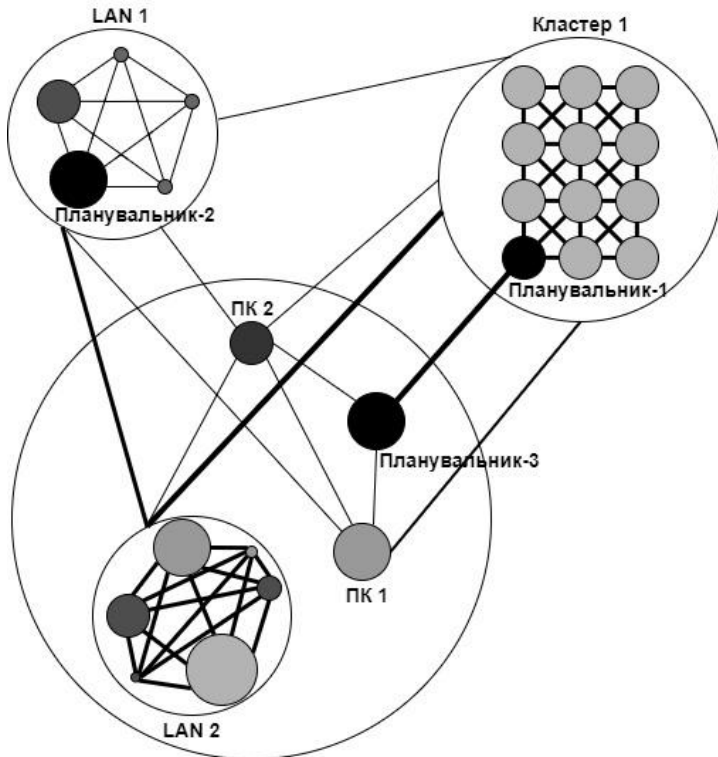 LAN 1
Кластер 1
Планувальник-2
Планувальник-1
ПК 2
Планувальник-3
ПК 1
LAN 2